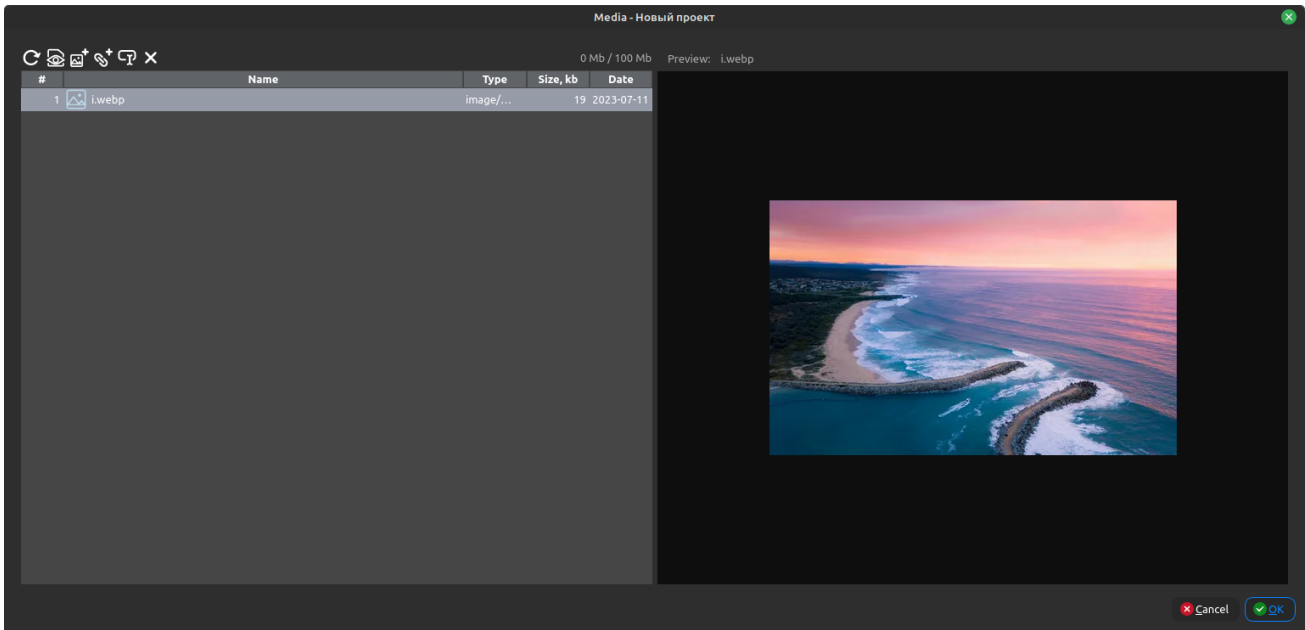 Media - Новый проект
0 Mb / 100 Mb Preview: i.webp
# Name Type Size, kb Date
1 i.webp image/... 19 2023-07-11
Cancel OK